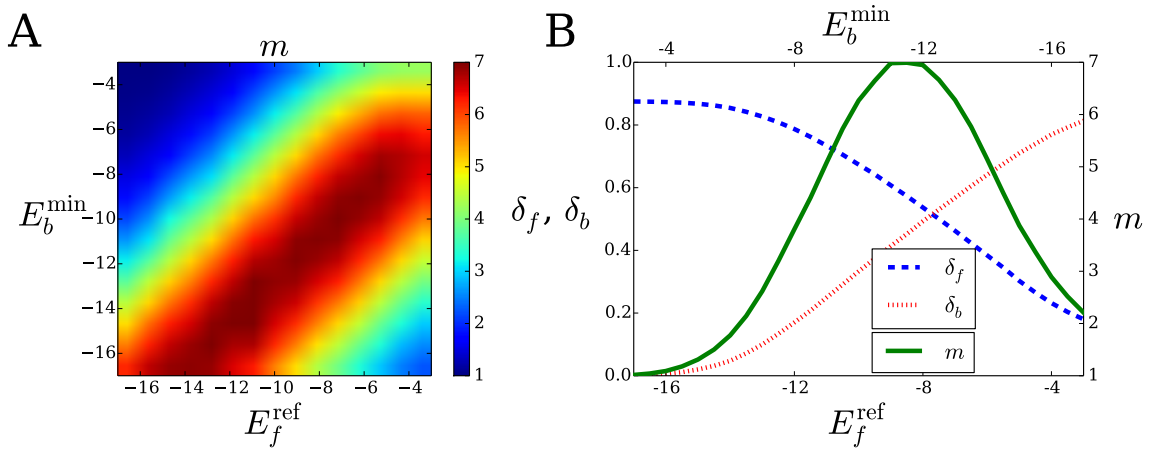 A
m
−4
−6
−8
−10
−12
−14
−16
E_b^min
−16 −14 −12 −10 −8 −6 −4
E_f^ref
7
6
5
4
3
2
1
B
E_b^min
-4 -8 -12 -16
1.0
0.8
0.6
0.4
0.2
0.0
δ_f, δ_b
7
6
5
4
3
2
1
m
δ_f
δ_b
m
-16 -12 -8 -4
E_f^ref